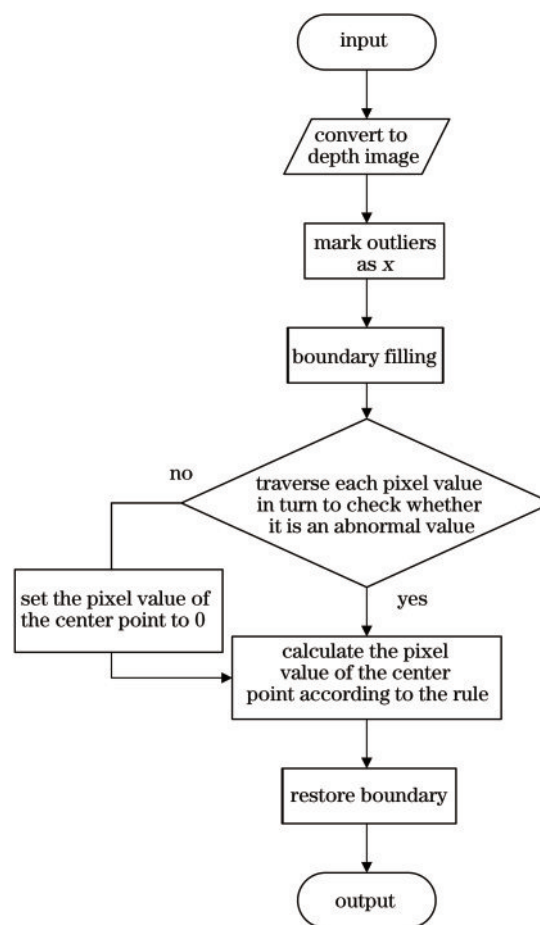 input
convert to
depth image
mark outliers
as x
boundary filling
traverse each pixel value
in turn to check whether
it is an abnormal value
no
set the pixel value of
the center point to 0
yes
calculate the pixel
value of the center
point according to the rule
restore boundary
output